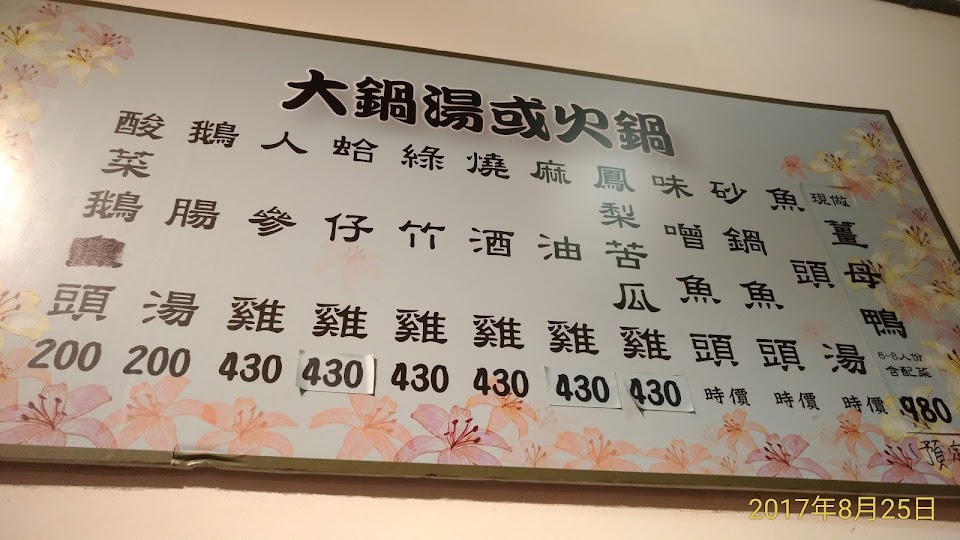 大鍋湯或火鍋
現做薑母鴨
6-8人份
含配菜
980
預
魚頭湯
時價
砂鍋魚頭
時價
味噌魚頭
時價
鳳梨苦瓜雞
430
麻油雞
430
燒酒雞
430
綠竹雞
430
蛤仔雞
430
人參雞
430
鵝腸湯
200
酸菜鵝頭
200
2017年8月25日